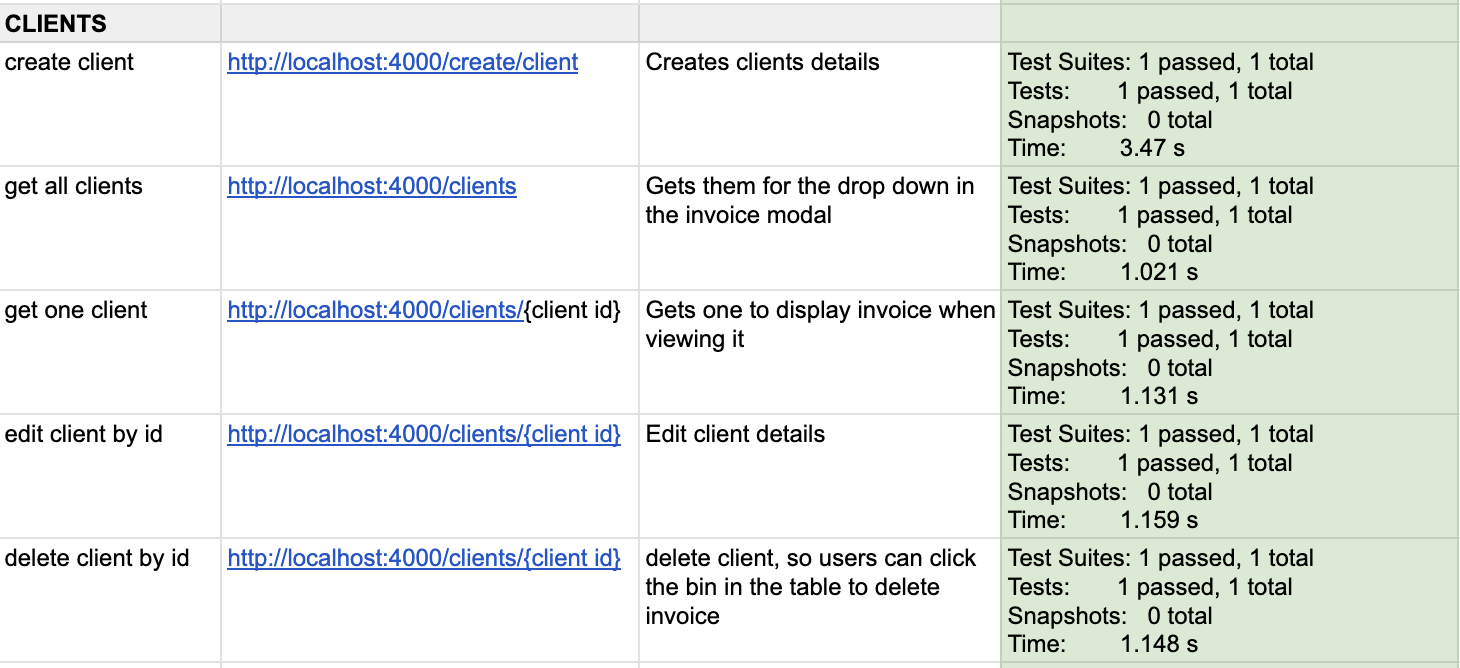 CLIENTS
create client
http://localhost:4000/create/client
Creates clients details
Test Suites: 1 passed, 1 total
Tests: 1 passed, 1 total
Snapshots: 0 total
Time: 3.47 s
get all clients
http://localhost:4000/clients
Gets them for the drop down in
the invoice modal
Test Suites: 1 passed, 1 total
Tests: 1 passed, 1 total
Snapshots: 0 total
Time: 1.021 s
get one client
http://localhost:4000/clients/{client id}
Gets one to display invoice when
viewing it
Test Suites: 1 passed, 1 total
Tests: 1 passed, 1 total
Snapshots: 0 total
Time: 1.131 s
edit client by id
http://localhost:4000/clients/{client id}
Edit client details
Test Suites: 1 passed, 1 total
Tests: 1 passed, 1 total
Snapshots: 0 total
Time: 1.159 s
delete client by id
http://localhost:4000/clients/{client id}
delete client, so users can click
the bin in the table to delete
invoice
Test Suites: 1 passed, 1 total
Tests: 1 passed, 1 total
Snapshots: 0 total
Time: 1.148 s